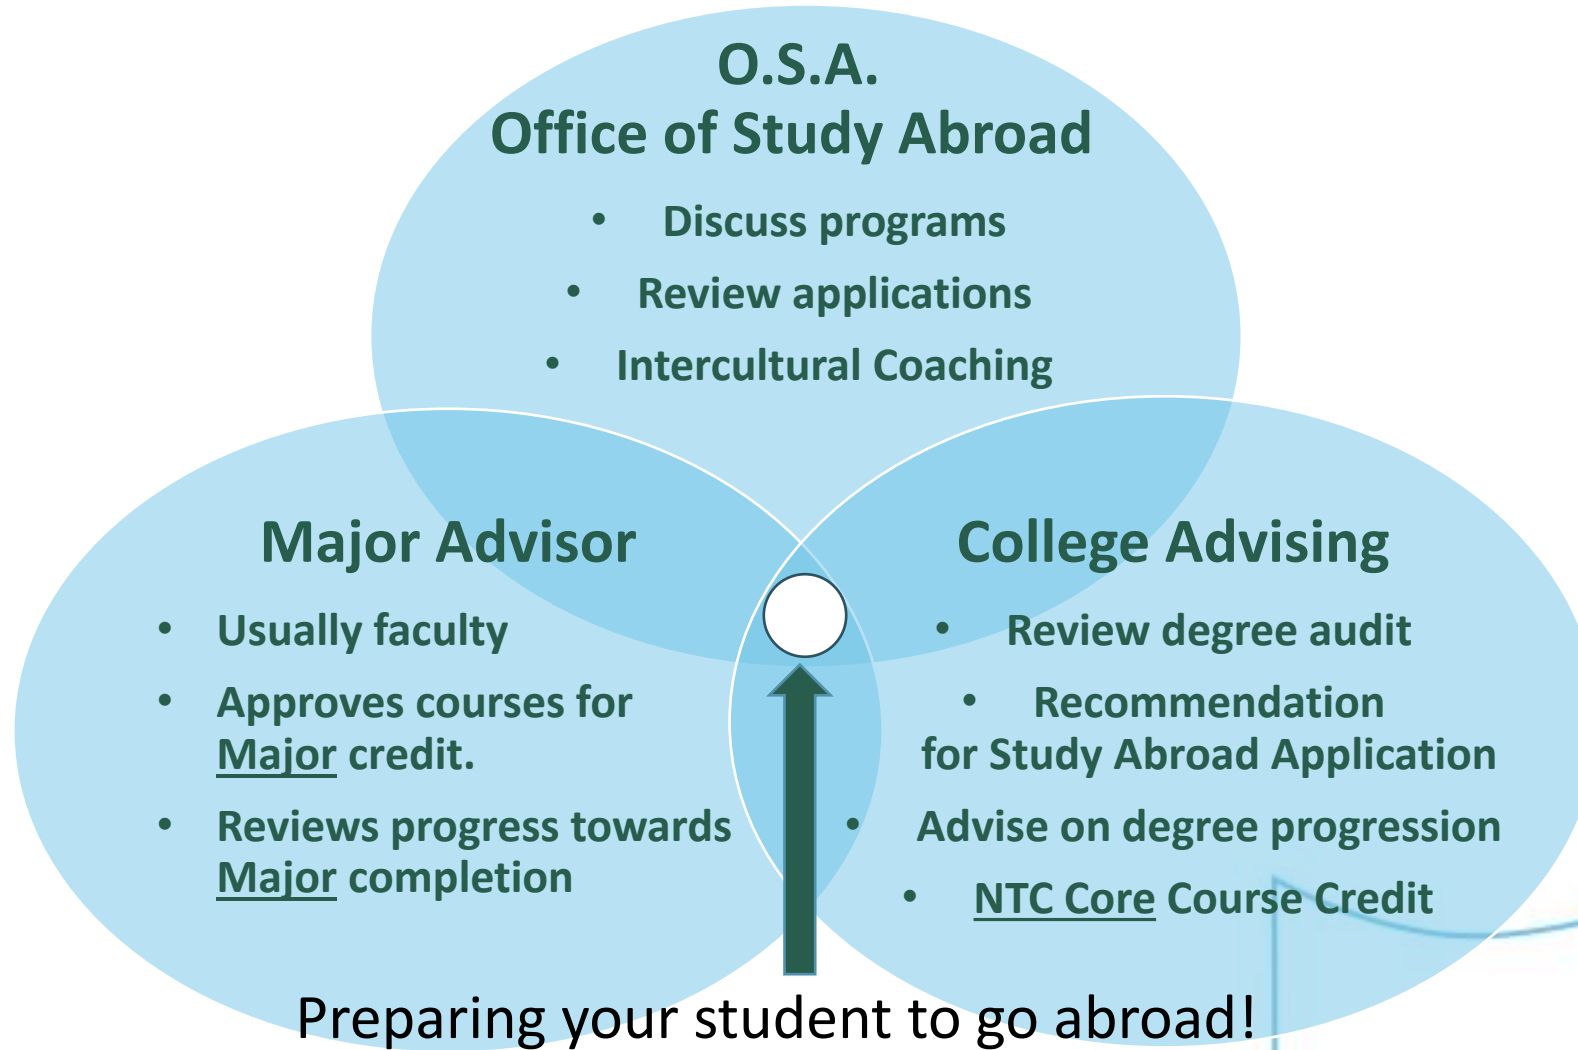 O.S.A.
Office of Study Abroad
• Discuss programs
• Review applications
• Intercultural Coaching
Major Advisor
• Usually faculty
• Approves courses for
Major credit.
• Reviews progress towards
Major completion
College Advising
• Review degree audit
• Recommendation
for Study Abroad Application
• Advise on degree progression
• NTC Core Course Credit
Preparing your student to go abroad!